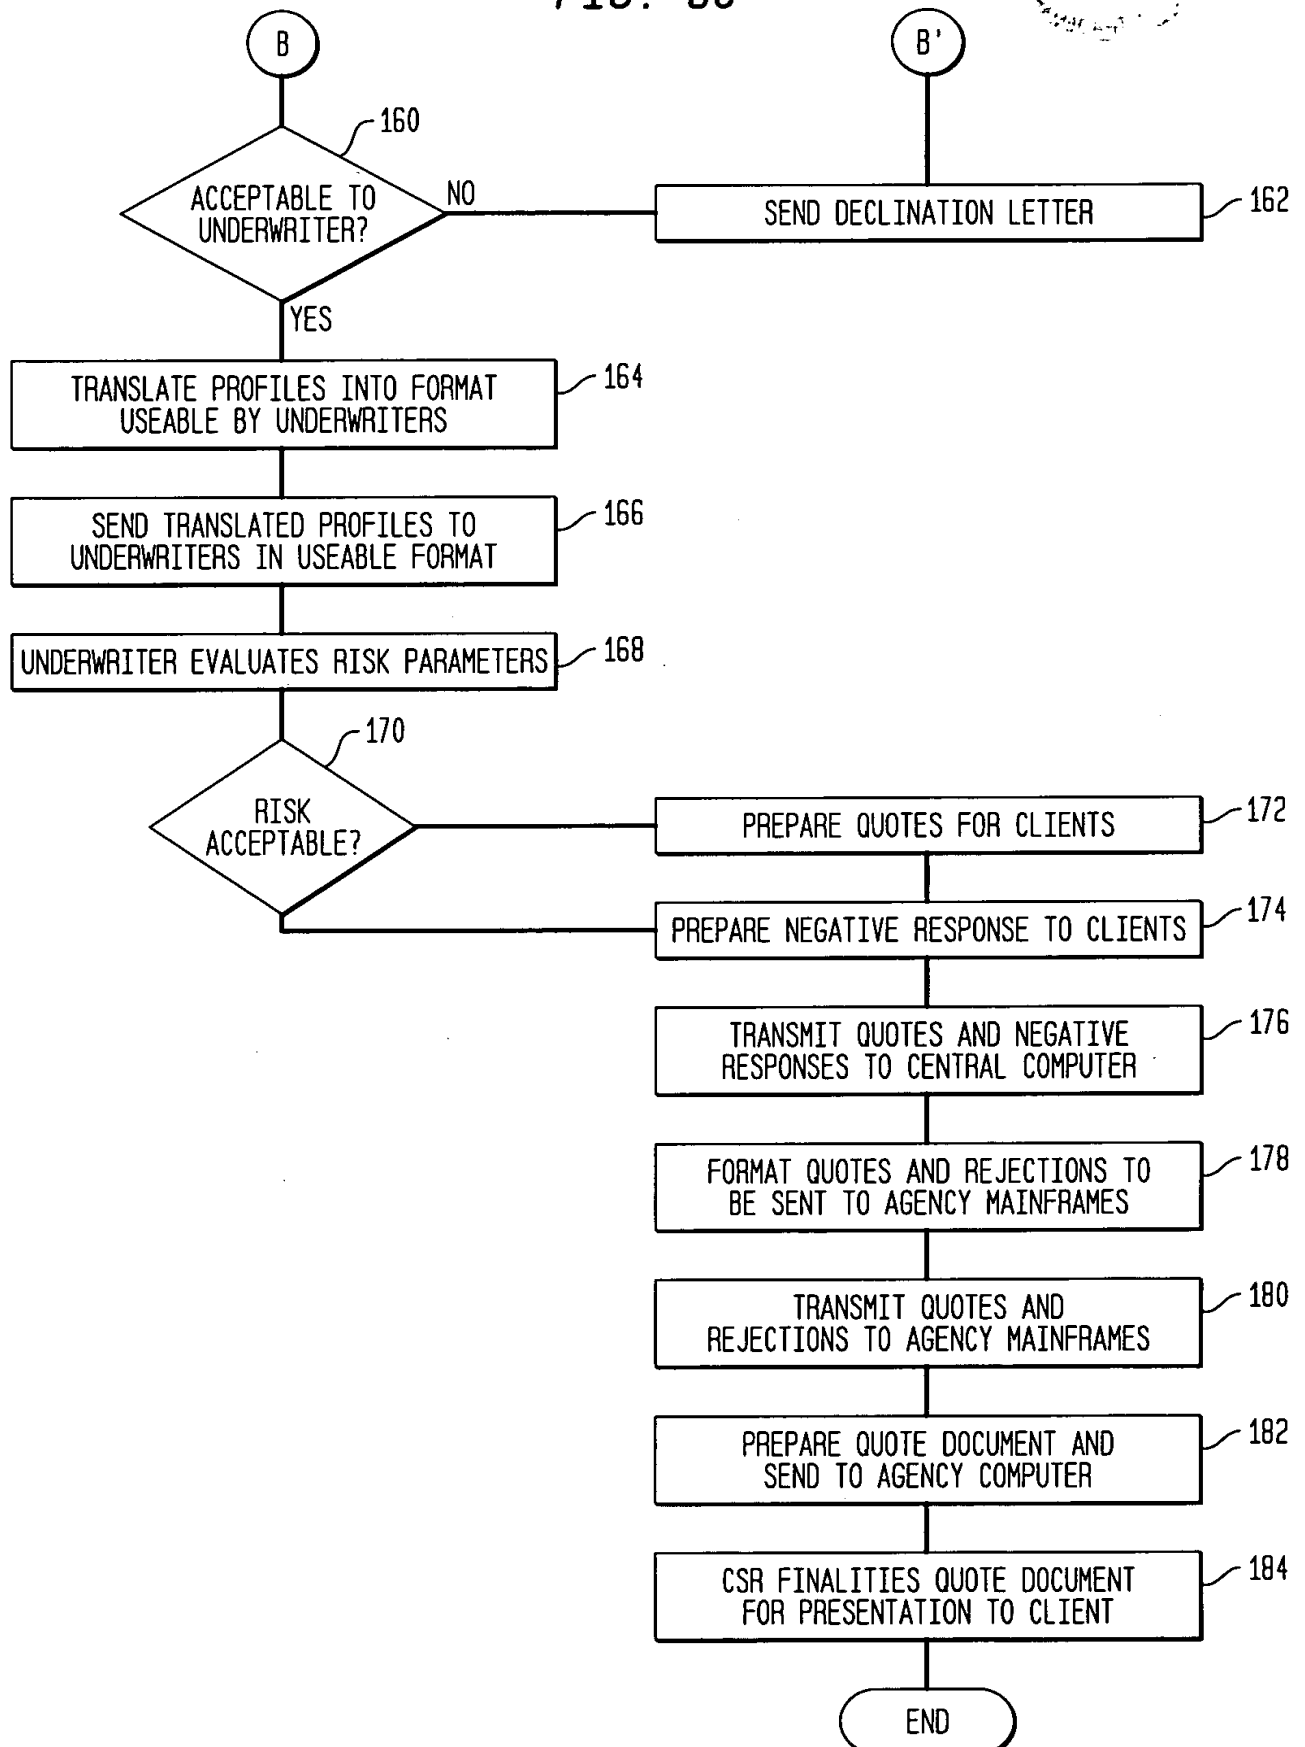 B
B'
160
ACCEPTABLE TO
UNDERWRITER?
NO
SEND DECLINATION LETTER
162
YES
TRANSLATE PROFILES INTO FORMAT
USEABLE BY UNDERWRITERS
164
SEND TRANSLATED PROFILES TO
UNDERWRITERS IN USEABLE FORMAT
166
UNDERWRITER EVALUATES RISK PARAMETERS
168
170
RISK
ACCEPTABLE?
PREPARE QUOTES FOR CLIENTS
172
PREPARE NEGATIVE RESPONSE TO CLIENTS
174
TRANSMIT QUOTES AND NEGATIVE
RESPONSES TO CENTRAL COMPUTER
176
FORMAT QUOTES AND REJECTIONS TO
BE SENT TO AGENCY MAINFRAMES
178
TRANSMIT QUOTES AND
REJECTIONS TO AGENCY MAINFRAMES
180
PREPARE QUOTE DOCUMENT AND
SEND TO AGENCY COMPUTER
182
CSR FINALITIES QUOTE DOCUMENT
FOR PRESENTATION TO CLIENT
184
END